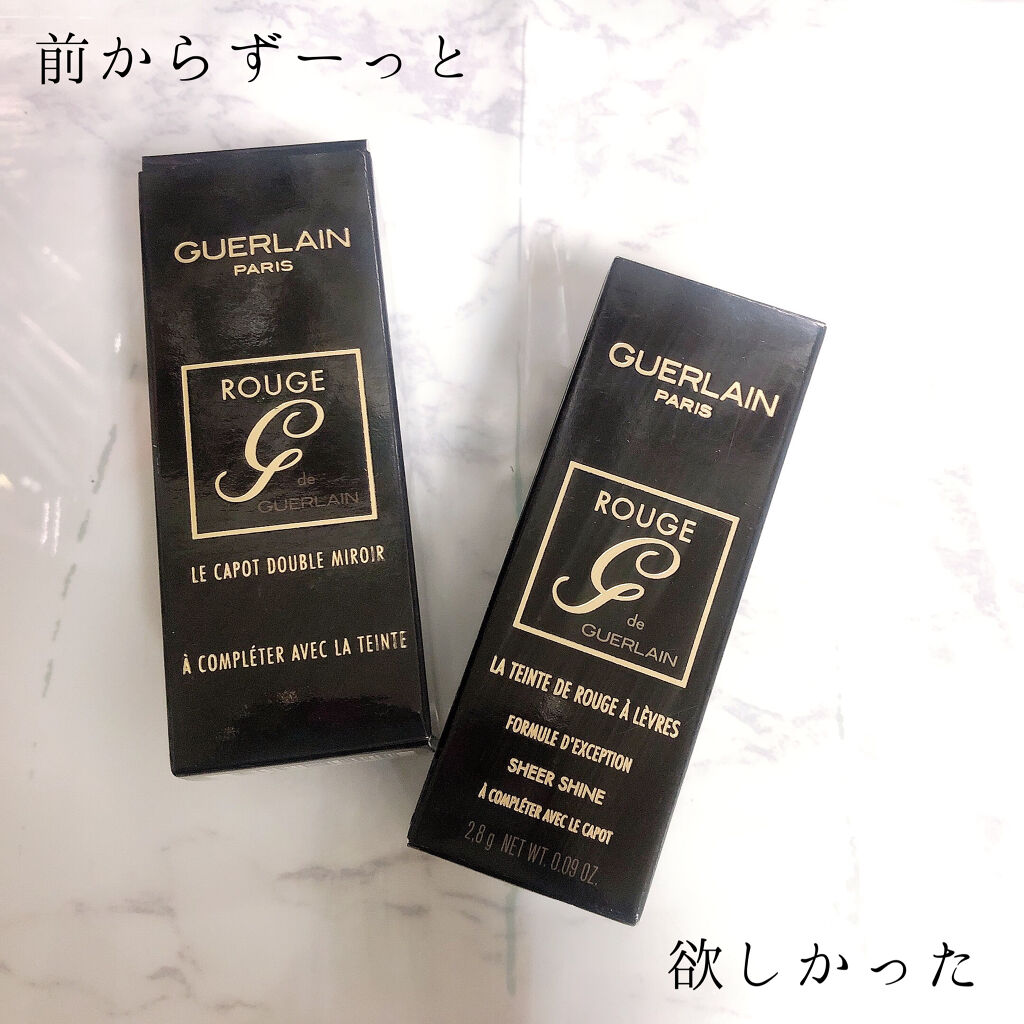 前からずーっと
GUERLAIN
PARIS
ROUGE
G
de
GUERLAIN
LE CAPOT DOUBLE MIROIR
À COMPLÉTER AVEC LA TEINTE
GUERLAIN
PARIS
ROUGE
G
de
GUERLAIN
LA TEINTE DE ROUGE À LÈVRES
FORMULE D'EXCEPTION
SHEER SHINE
À COMPLÉTER AVEC LE CAPOT
2,8 g NET WT. 0.09 OZ.
欲しかった